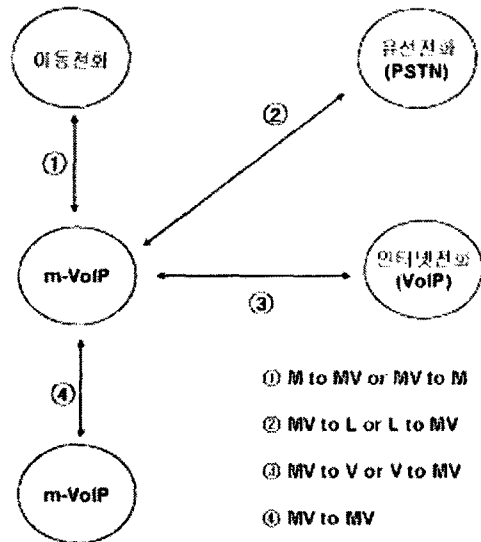 이동전화
유선전화
(PSTN)
②
①
m-VoIP
인터넷전화
(VoIP)
③
④
m-VoIP
① M to MV or MV to M
② MV to L or L to MV
③ MV to V or V to MV
④ MV to MV